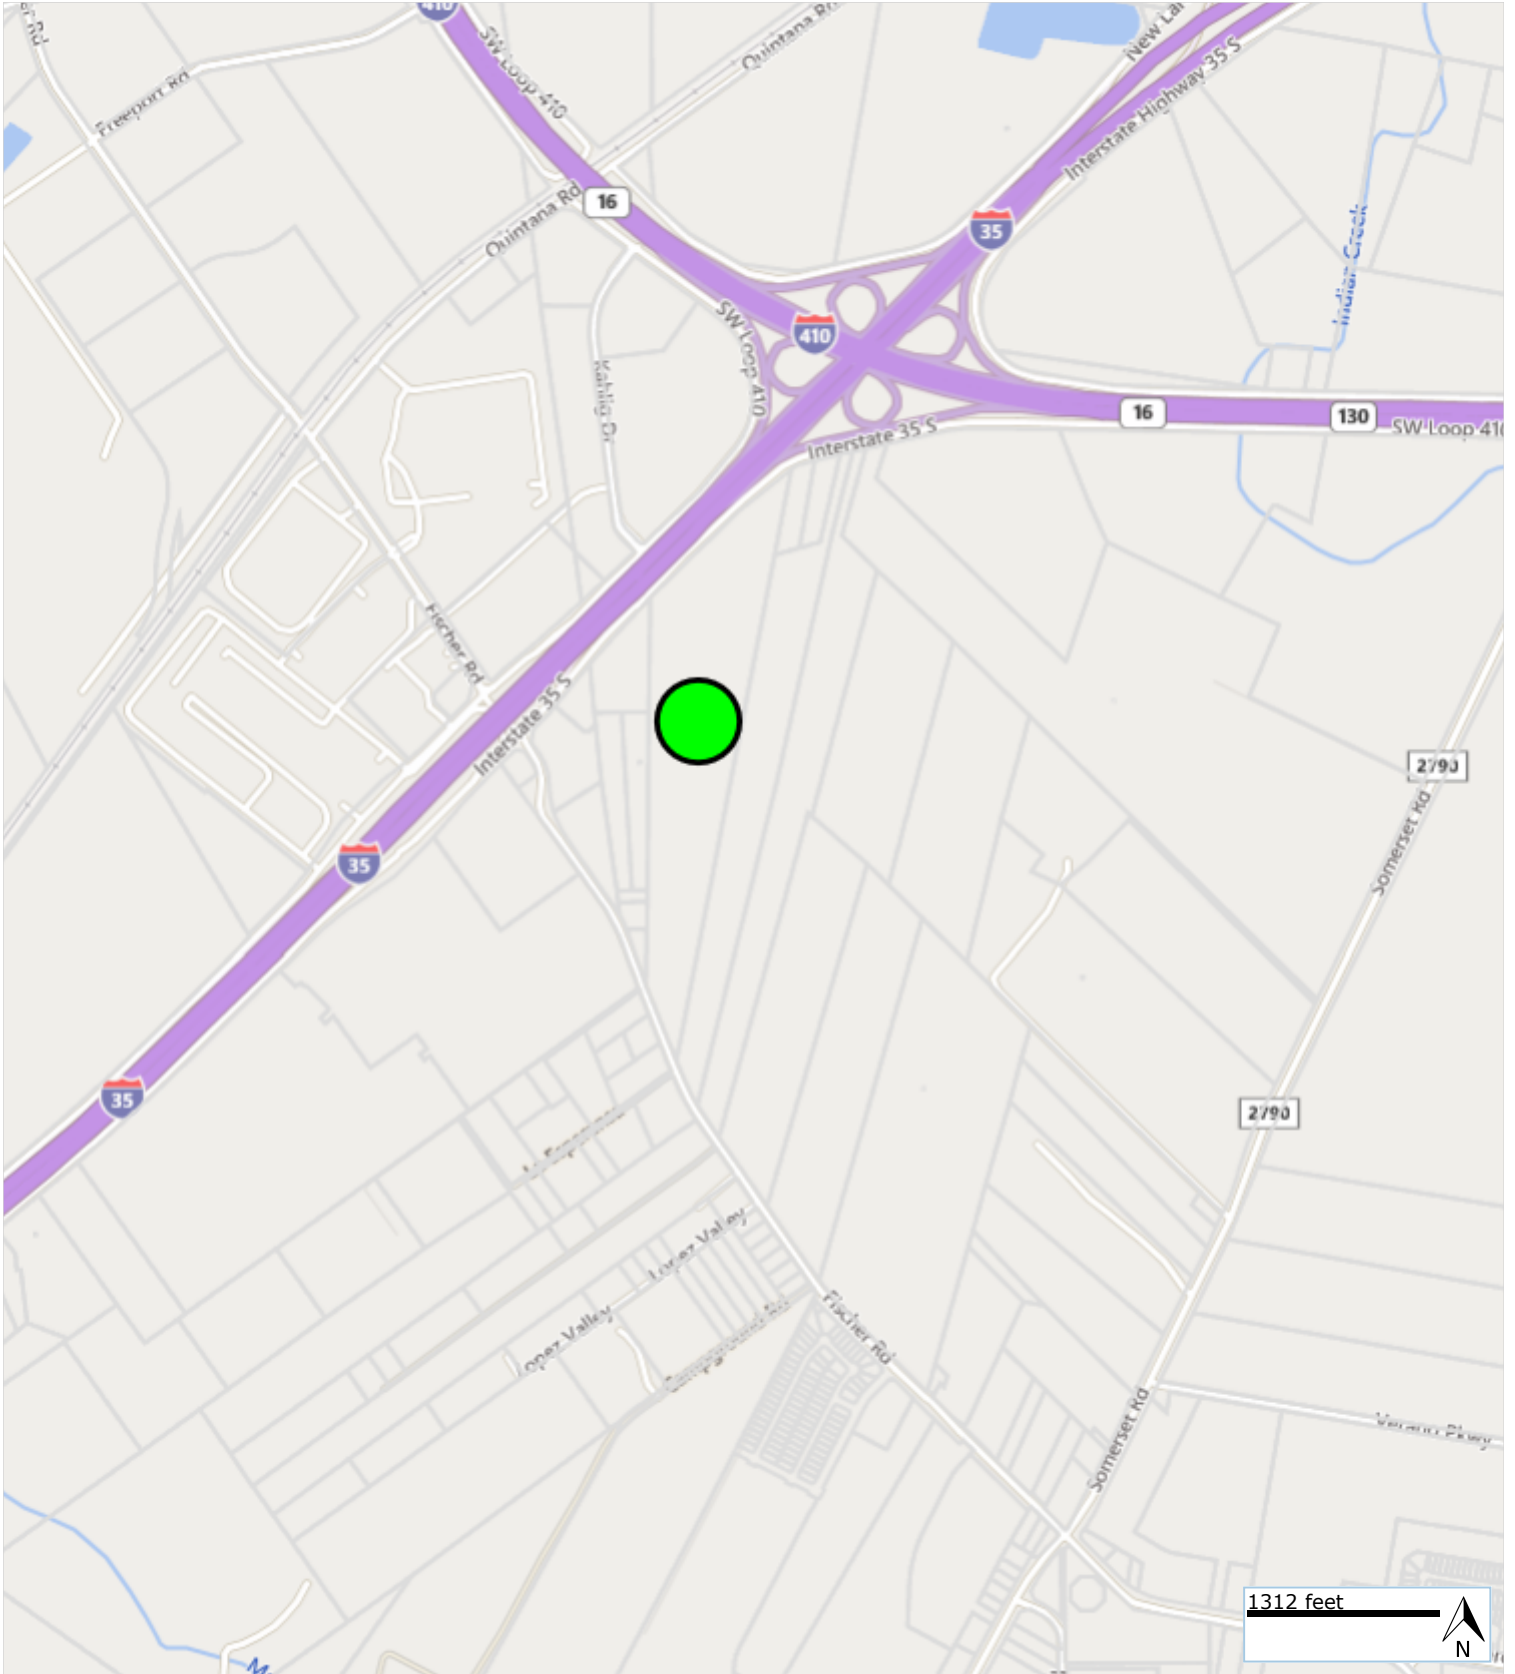 410
SW Loop 410
Quintana Rd
Interstate Highway 35 S
Freeport Rd
16
Quintana Rd
35
Indian Creek
410
SW Loop 410
Kahlig Dr
16
130
SW Loop 410
Interstate 35 S
Fischer Rd
Interstate 35 S
2790
Somerset Rd
35
35
2790
Lopez Valley
Lopez Valley
Fischer Rd
Somerset Rd
1312 feet
N